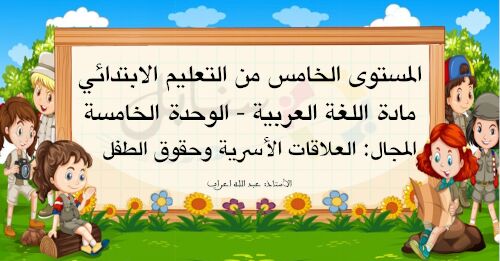 المستوى الخامس من التعليم الابتدائي
مادة اللغة العربية - الوحدة الخامسة
المجال: العلاقات الأسرية وحقوق الطفل
الأستاذ: عبد الله اعراب